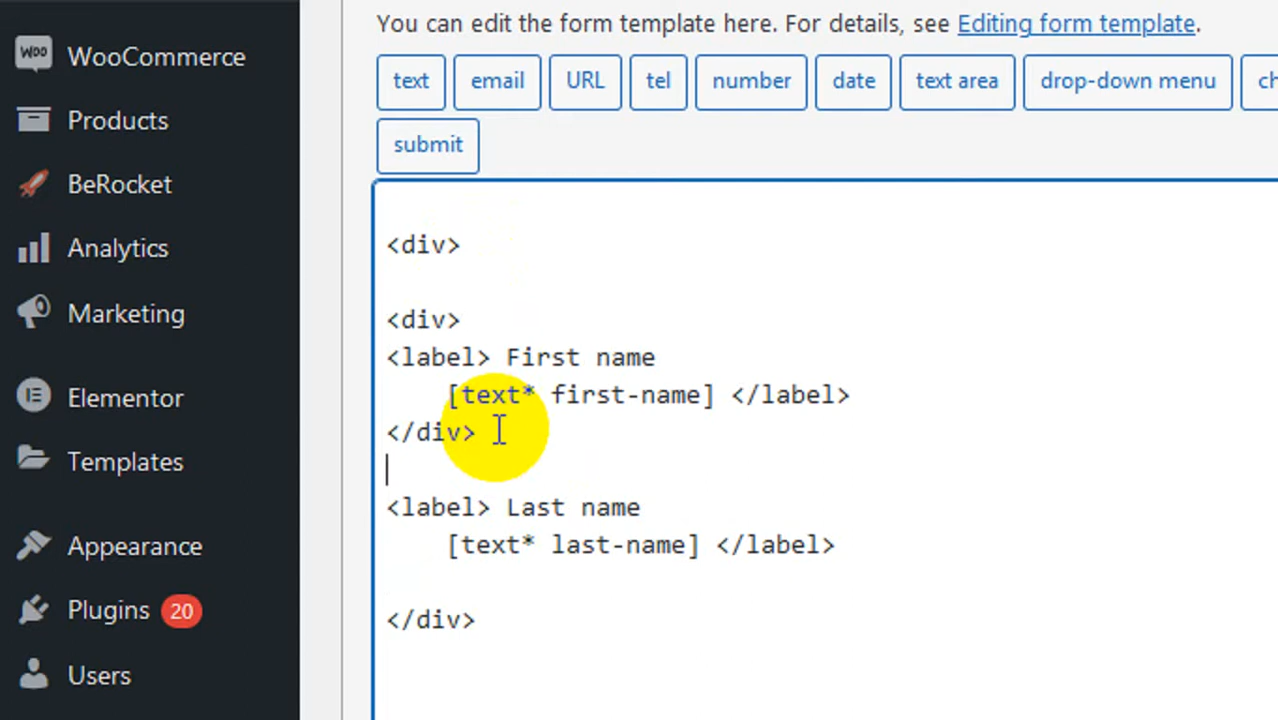 WOO
WooCommerce
Products
BeRocket
Analytics
Marketing
Elementor
Templates
Appearance
Plugins 20
Users
You can edit the form template here. For details, see Editing form template.
text email URL tel number date text area drop-down menu ch
submit
<div>
<div>
<label> First name
[text* first-name] </label>
</div>
<label> Last name
[text* last-name] </label>
</div>